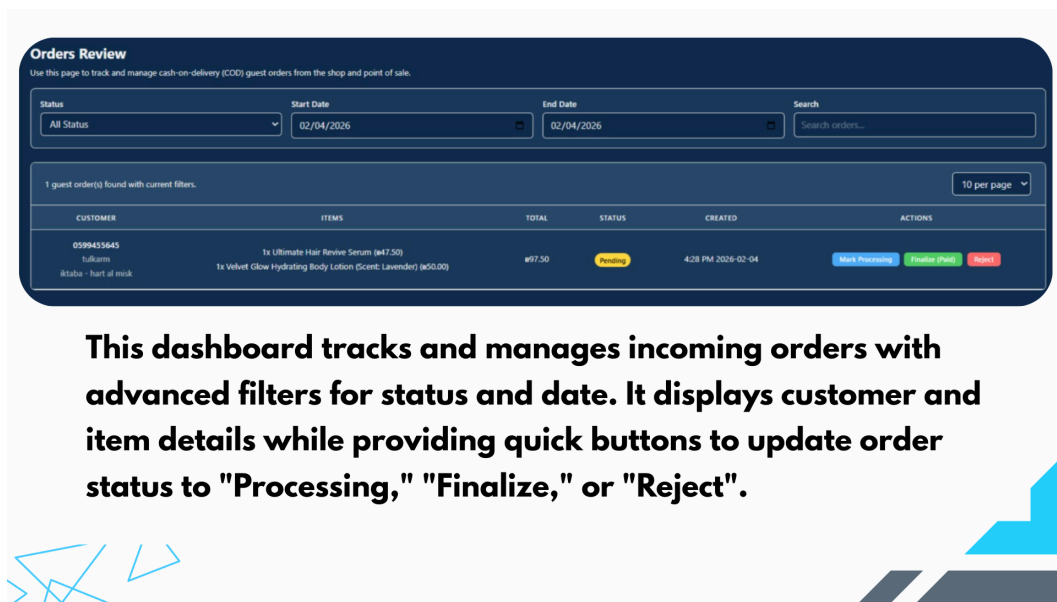 Orders Review
Use this page to track and manage cash-on-delivery (COD) guest orders from the shop and point of sale.
Status Start Date End Date Search
All Status 02/04/2026 02/04/2026 Search orders...
1 guest order(s) found with current filters. 10 per page
CUSTOMER ITEMS TOTAL STATUS CREATED ACTIONS
0599455645
tulkarm
iktaba - hart al misk
1x Ultimate Hair Revive Serum (₪47.50)
1x Velvet Glow Hydrating Body Lotion (Scent: Lavender) (₪50.00)
₪97.50 Pending 4:28 PM 2026-02-04 Mark Processing Finalize (Paid) Reject
This dashboard tracks and manages incoming orders with
advanced filters for status and date. It displays customer and
item details while providing quick buttons to update order
status to "Processing," "Finalize," or "Reject".